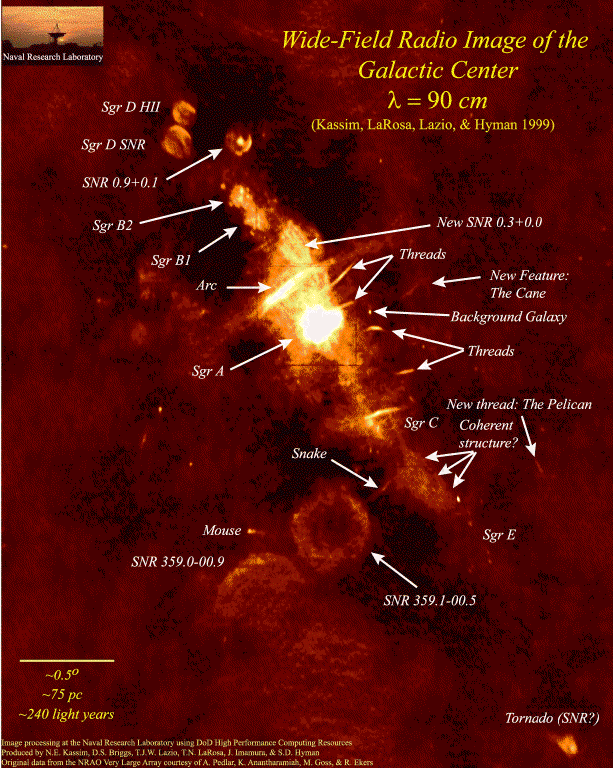 Naval Research Laboratory
Wide-Field Radio Image of the
Galactic Center
λ = 90 cm
(Kassim, LaRosa, Lazio, & Hyman 1999)
Sgr D HII
Sgr D SNR
SNR 0.9+0.1
Sgr B2
New SNR 0.3+0.0
Sgr B1
Threads
Arc
New Feature:
The Cane
Background Galaxy
Threads
Sgr A
New thread: The Pelican
Sgr C
Coherent
structure?
Snake
Mouse
Sgr E
SNR 359.0-00.9
SNR 359.1-00.5
~0.5º
~75 pc
~240 light years
Tornado (SNR?)
Image processing at the Naval Research Laboratory using DoD High Performance Computing Resources
Produced by N.E. Kassim, D.S. Briggs, T.J.W. Lazio, T.N. LaRosa, J. Imamura, & S.D. Hyman
Original data from the NRAO Very Large Array courtesy of A. Pedlar, K. Anantharamiah, M. Goss, & R. Ekers